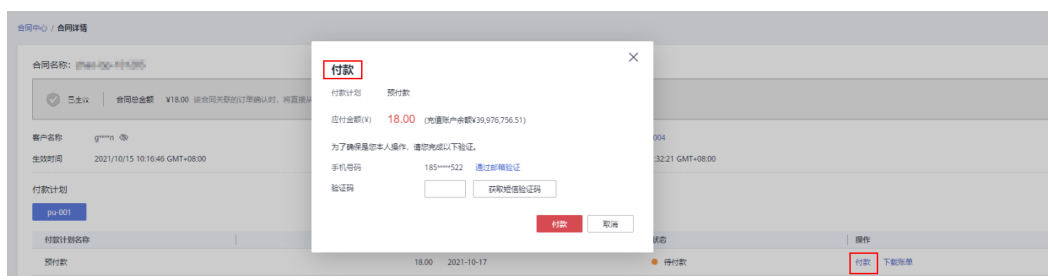 合同中心 / 合同详情
合同名称:
已生效 合同总金额 ¥18.00 该合同关联的订单确认时，将直接从
客户名称 g****n 004
生效时间 2021/10/15 10:16:46 GMT+08:00 :32:21 GMT+08:00
付款计划
pu-001
付款计划名称 状态 操作
预付款 18.00 2021-10-17 待付款 付款 下载账单
付款
付款计划 预付款
应付金额(¥) 18.00 (充值账户余额¥39,976,756.51)
为了确保是您本人操作，请您完成以下验证。
手机号码 185*****522 通过邮箱验证
验证码 获取短信验证码
付款 取消